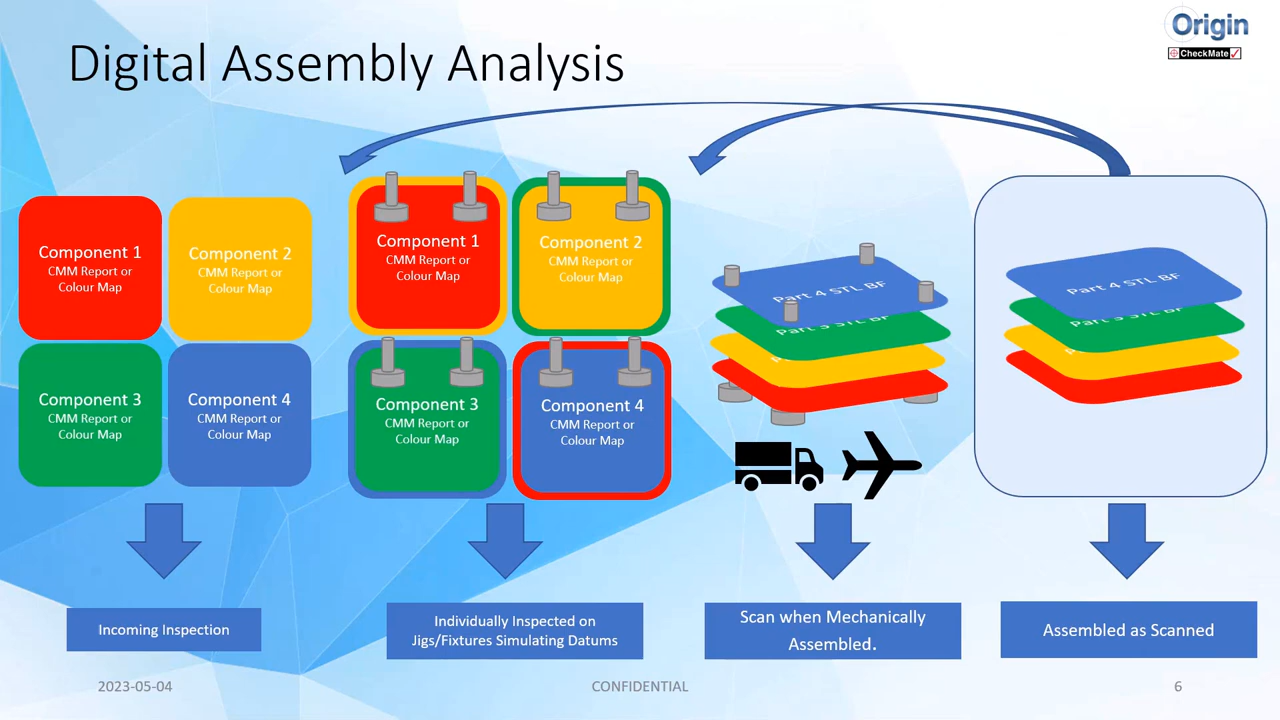 Digital Assembly Analysis
Origin
CheckMate
Component 1
CMM Report or
Colour Map
Component 2
CMM Report or
Colour Map
Component 3
CMM Report or
Colour Map
Component 4
CMM Report or
Colour Map
Component 1
CMM Report or
Colour Map
Component 2
CMM Report or
Colour Map
Component 3
CMM Report or
Colour Map
Component 4
CMM Report or
Colour Map
Part 4 STL BF
STL BF
Part 4 STL BF
STL BF
Incoming Inspection
Individually Inspected on
Jigs/Fixtures Simulating Datums
Scan when Mechanically
Assembled.
Assembled as Scanned
2023-05-04
CONFIDENTIAL
6